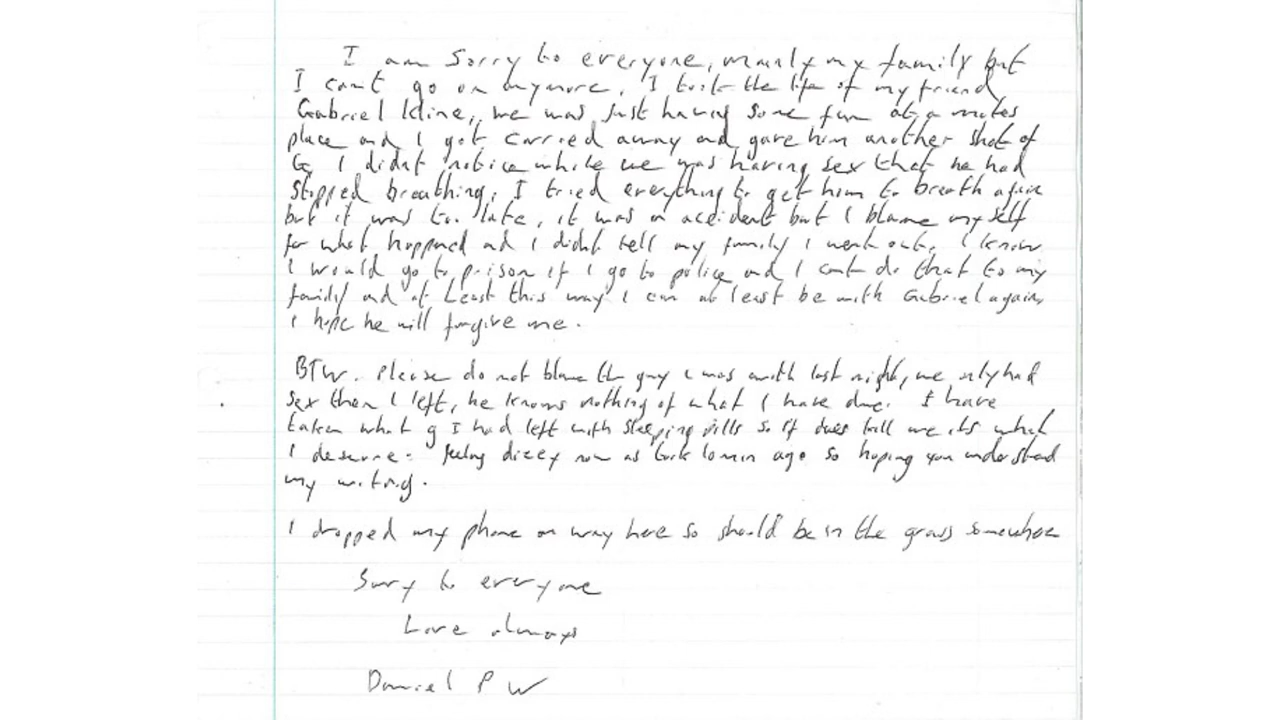 I am Sorry to everyone, mainly my family but
I cant go on anymore, I took the life of my friend
Gabriel Kline, we was just having some fun at a mates
place and I got carried away and gave him another shot of
G, I didnt notice while we was having sex that he had
stopped breathing. I tried everything to get him to breath again
but it was to late, it was a accident but I blame myself
for what happened and I didnt tell my family I went out. I know
I would go to prison if I go to police and I cant do that to my
family and at Least this way I can at least be with Gabriel again,
I hope he will forgive me.
BTW. Please do not blame the guy I was with last night, we only had
sex then I left, he knows nothing of what I have done. I have
taken what g I had left with sleeping pills so if it does kill me its what
I deserve. Feeling dizzy now as took 10 min ago so hoping you understand
my writing.
I dropped my phone on way here so should be in the grass somewhere
Sorry to everyone
Love always
Daniel P W